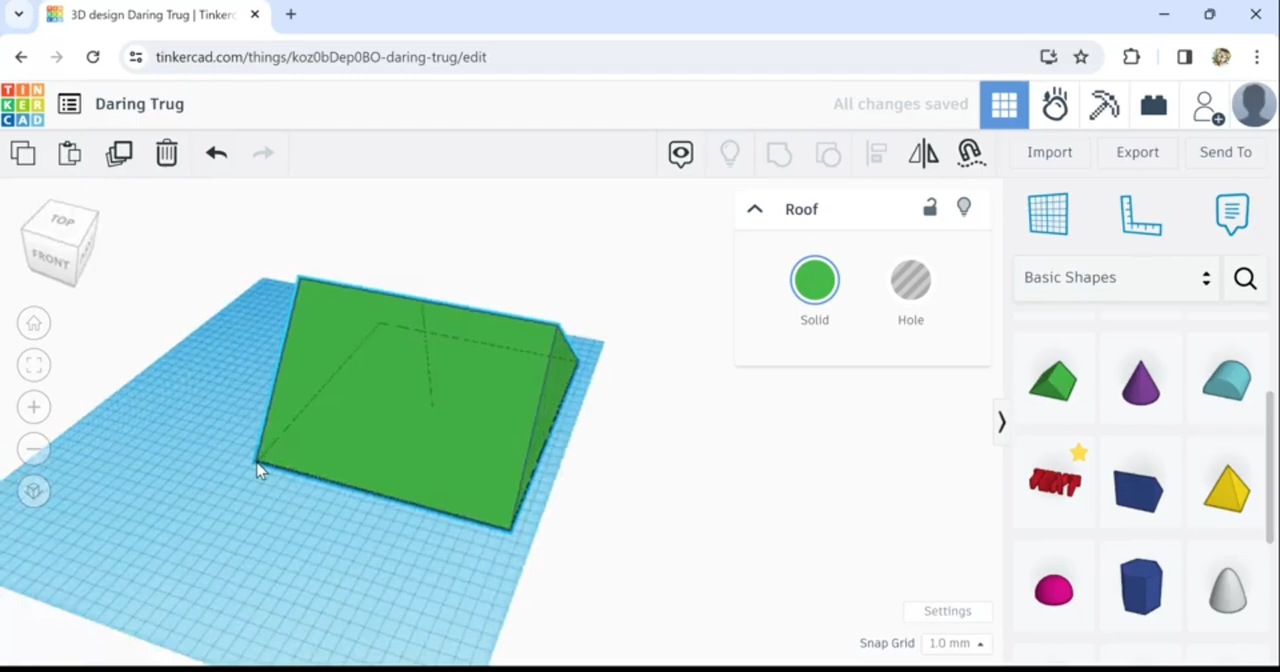 3D design Daring Trug | Tinkerc
tinkercad.com/things/koz0bDep0BO-daring-trug/edit
TIN
KER
CAD
Daring Trug
All changes saved
Import
Export
Send To
TOP
FRONT
Roof
Solid
Hole
Basic Shapes
TEXT
Settings
Snap Grid
1.0 mm